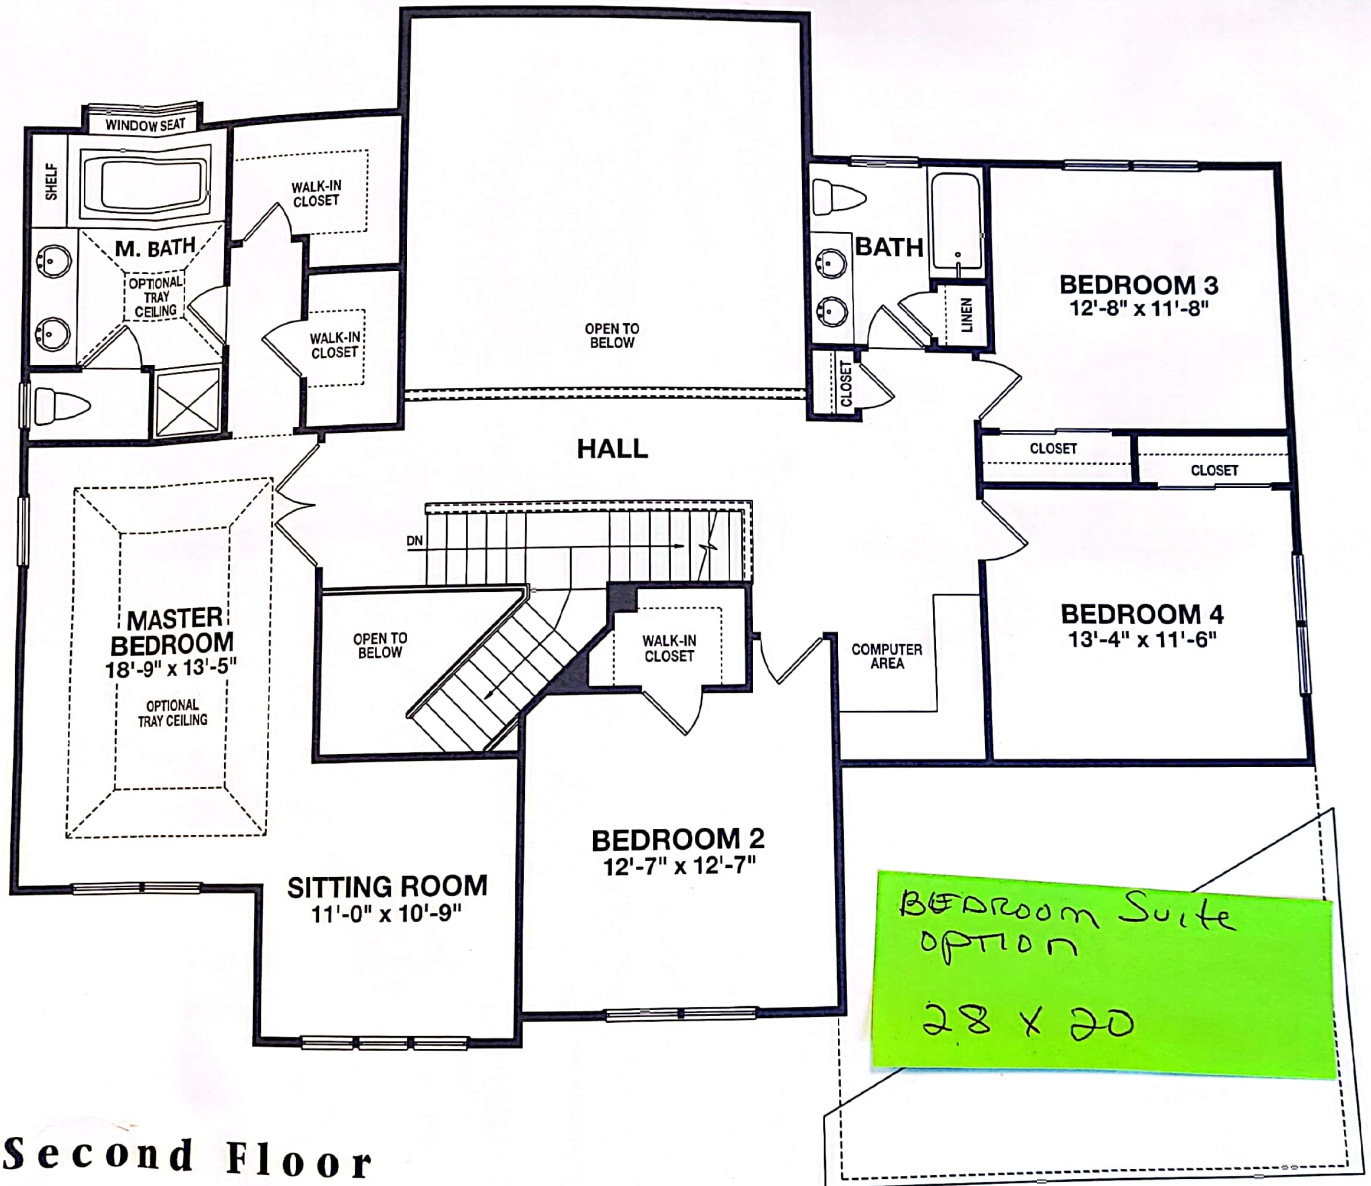 WINDOW SEAT
SHELF
M. BATH
OPTIONAL
TRAY
CEILING
WALK-IN
CLOSET
WALK-IN
CLOSET
OPEN TO
BELOW
BATH
LINEN
CLOSET
BEDROOM 3
12'-8" x 11'-8"
CLOSET
CLOSET
HALL
DN
MASTER
BEDROOM
18'-9" x 13'-5"
OPTIONAL
TRAY CEILING
OPEN TO
BELOW
WALK-IN
CLOSET
COMPUTER
AREA
BEDROOM 4
13'-4" x 11'-6"
SITTING ROOM
11'-0" x 10'-9"
BEDROOM 2
12'-7" x 12'-7"
BEDROOM Suite
OPTION
28 x 20
Second Floor